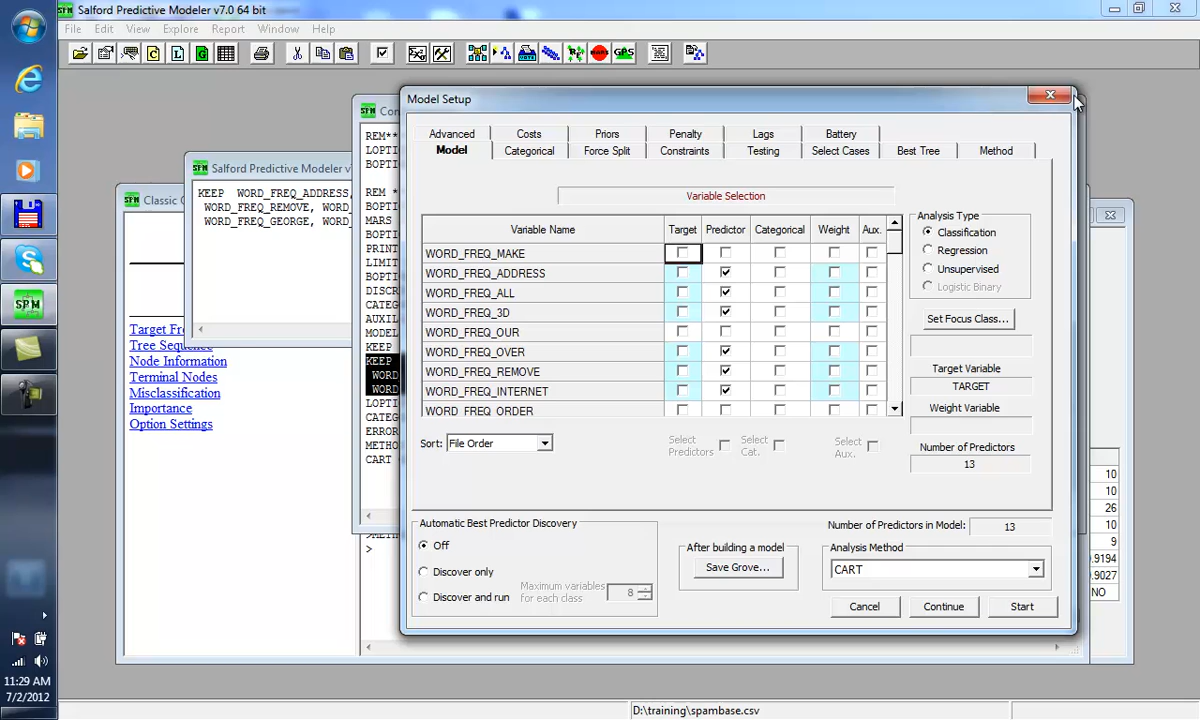 Salford Predictive Modeler v7.0 64 bit
File Edit View Explore Report Window Help
SPM Con
Model Setup
Advanced Costs Priors Penalty Lags Battery
Model Categorical Force Split Constraints Testing Select Cases Best Tree Method
Variable Selection
Variable Name Target Predictor Categorical Weight Aux.
WORD_FREQ_MAKE
WORD_FREQ_ADDRESS
WORD_FREQ_ALL
WORD_FREQ_3D
WORD_FREQ_OUR
WORD_FREQ_OVER
WORD_FREQ_REMOVE
WORD_FREQ_INTERNET
WORD_FREQ_ORDER
Sort: File Order
Select Predictors
Select Cat.
Select Aux.
Analysis Type
Classification
Regression
Unsupervised
Logistic Binary
Set Focus Class...
Target Variable
TARGET
Weight Variable
Number of Predictors
13
Automatic Best Predictor Discovery
Off
Discover only
Discover and run
Maximum variables
for each class
8
After building a model
Save Grove...
Number of Predictors in Model: 13
Analysis Method
CART
Cancel Continue Start
SPM Salford Predictive Modeler v
KEEP WORD_FREQ_ADDRESS,
WORD_FREQ_REMOVE, WORD_
WORD_FREQ_GEORGE, WORD_
SPM Classic
Target Fr
Tree Sequen
Node Information
Terminal Nodes
Misclassification
Importance
Option Settings
REM**
LOPTI
BOPTI
REM *
BOPTI
MARS
BOPTI
PRINT
LIMIT
BOPTI
DISCR
CATEG
AUXIL
MODEL
KEEP
KEEP
WORD
WORD
LOPTI
CATEG
ERROR
METHO
CART
>METHO
>
10
10
26
10
9
.9194
.9027
NO
SPM
11:29 AM
7/2/2012
D:\training\spambase.csv